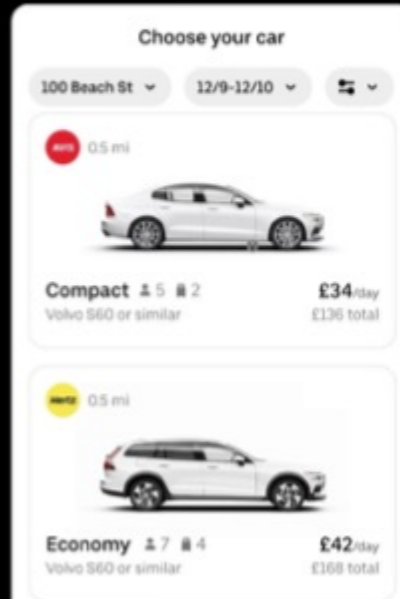 Choose your car
100 Beach St
12/9-12/10
AVIS 0.5 mi
Compact 5 2
£34/day
Volvo S60 or similar
£136 total
Hertz 0.5 mi
Economy 7 4
£42/day
Volvo S60 or similar
£168 total